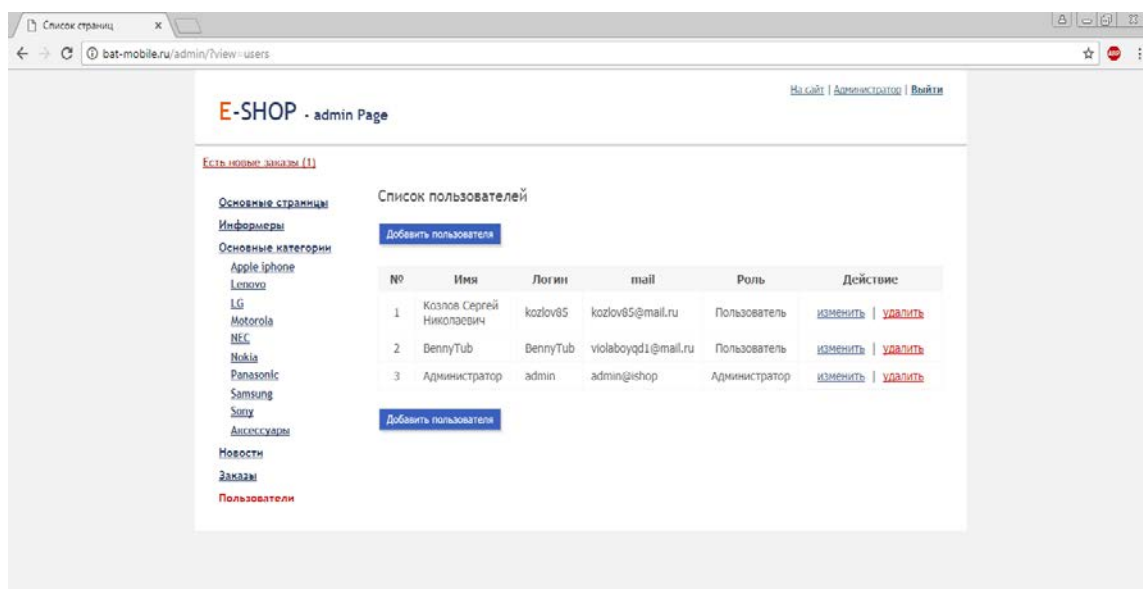 Список страниц
bat-mobile.ru/admin/?view=users
На сайт | Администратор | Выйти
E-SHOP - admin Page
Есть новые заказы (1)
Основные страницы
Информеры
Основные категории
Apple iphone
Lenovo
LG
Motorola
NEC
Nokia
Panasonic
Samsung
Sony
Аксессуары
Новости
Заказы
Пользователи
Список пользователей
Добавить пользователя
№ Имя Логин mail Роль Действие
1 Козлов Сергей Николаевич kozlov85 kozlov85@mail.ru Пользователь изменить | удалить
2 BennyTub BennyTub violaboyqd1@mail.ru Пользователь изменить | удалить
3 Администратор admin admin@ishop Администратор изменить | удалить
Добавить пользователя